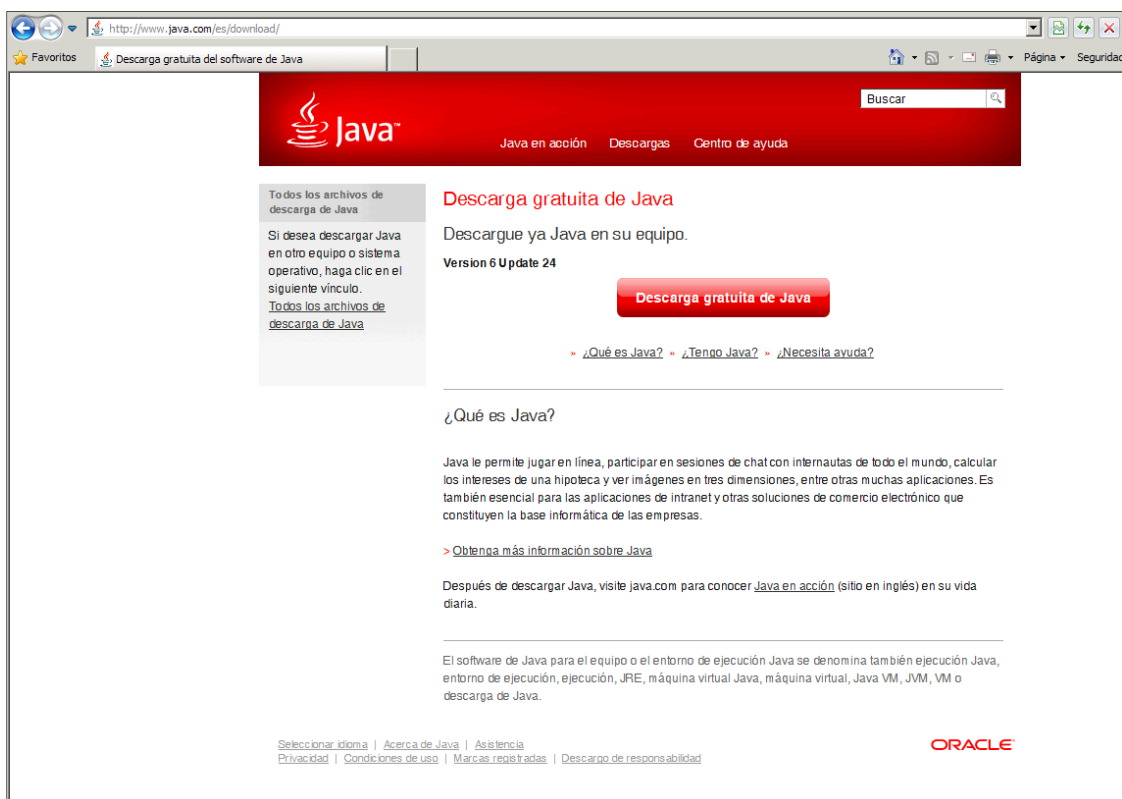 http://www.java.com/es/download/
Favoritos
Descarga gratuita del software de Java
Página
Seguridad
Buscar
Java™
Java en acción
Descargas
Centro de ayuda
Todos los archivos de
descarga de Java
Si desea descargar Java
en otro equipo o sistema
operativo, haga clic en el
siguiente vínculo.
Todos los archivos de
descarga de Java
Descarga gratuita de Java
Descargue ya Java en su equipo.
Version 6 Update 24
Descarga gratuita de Java
» ¿Qué es Java? » ¿Tengo Java? » ¿Necesita ayuda?
¿Qué es Java?
Java le permite jugar en línea, participar en sesiones de chat con internautas de todo el mundo, calcular
los intereses de una hipoteca y ver imágenes en tres dimensiones, entre otras muchas aplicaciones. Es
también esencial para las aplicaciones de intranet y otras soluciones de comercio electrónico que
constituyen la base informática de las empresas.
> Obtenga más información sobre Java
Después de descargar Java, visite java.com para conocer Java en acción (sitio en inglés) en su vida
diaria.
El software de Java para el equipo o el entorno de ejecución Java se denomina también ejecución Java,
entorno de ejecución, ejecución, JRE, máquina virtual Java, máquina virtual, Java VM, JVM, VM o
descarga de Java.
Seleccionar idioma | Acerca de Java | Asistencia
Privacidad | Condiciones de uso | Marcas registradas | Descargo de responsabilidad
ORACLE